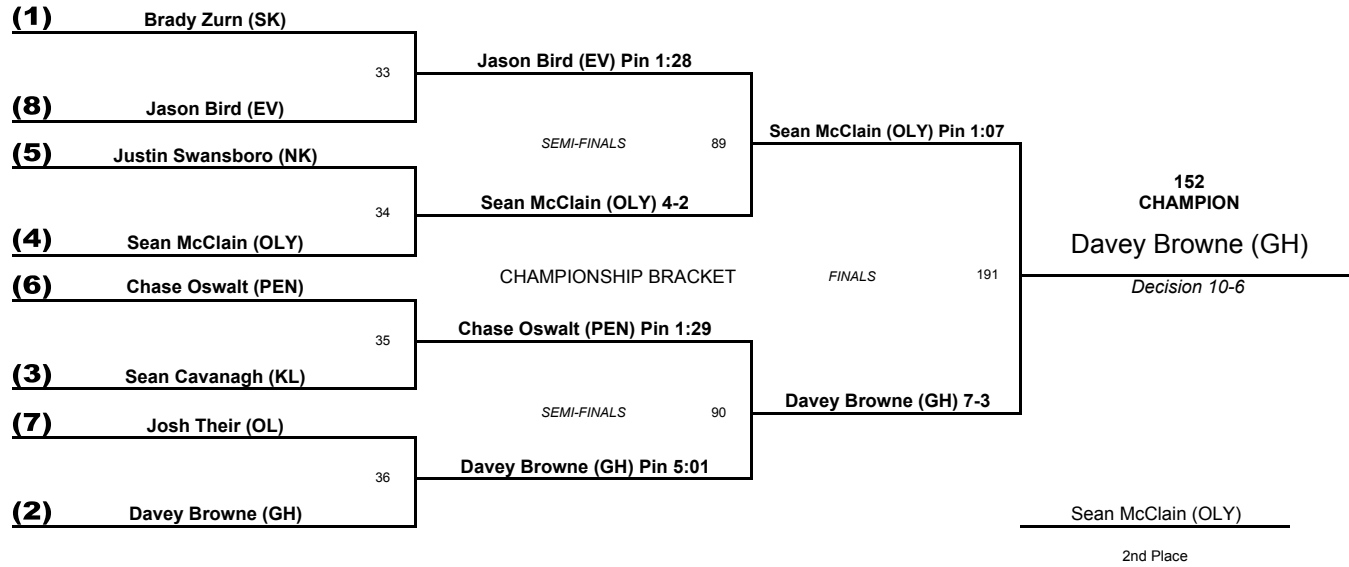 (1) Brady Zurn (SK)
33
Jason Bird (EV) Pin 1:28
(8) Jason Bird (EV)
SEMI-FINALS 89
Sean McClain (OLY) Pin 1:07
(5) Justin Swansboro (NK)
34
Sean McClain (OLY) 4-2
(4) Sean McClain (OLY)
152
CHAMPION
Davey Browne (GH)
Decision 10-6
CHAMPIONSHIP BRACKET
FINALS 191
(6) Chase Oswalt (PEN)
35
Chase Oswalt (PEN) Pin 1:29
(3) Sean Cavanagh (KL)
SEMI-FINALS 90
Davey Browne (GH) 7-3
(7) Josh Their (OL)
36
Davey Browne (GH) Pin 5:01
(2) Davey Browne (GH)
Sean McClain (OLY)
2nd Place